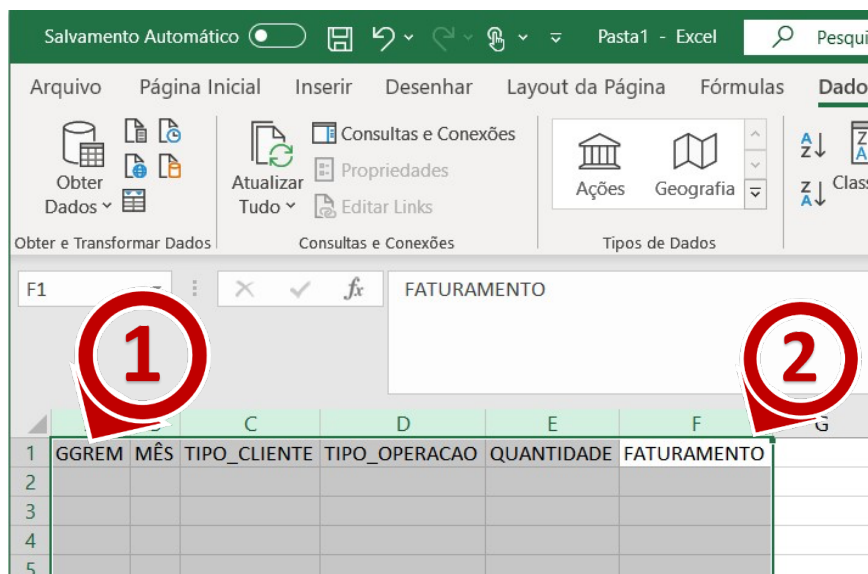 Salvamento Automático Pasta1 - Excel Pesqui
Arquivo Página Inicial Inserir Desenhar Layout da Página Fórmulas Dado
Obter Dados
Atualizar Tudo
Consultas e Conexões
Propriedades
Editar Links
Ações
Geografia
Class
Obter e Transformar Dados Consultas e Conexões Tipos de Dados
F1 fx FATURAMENTO
1 2
C D E F G
1 GGREM MÊS TIPO_CLIENTE TIPO_OPERACAO QUANTIDADE FATURAMENTO
2
3
4
5